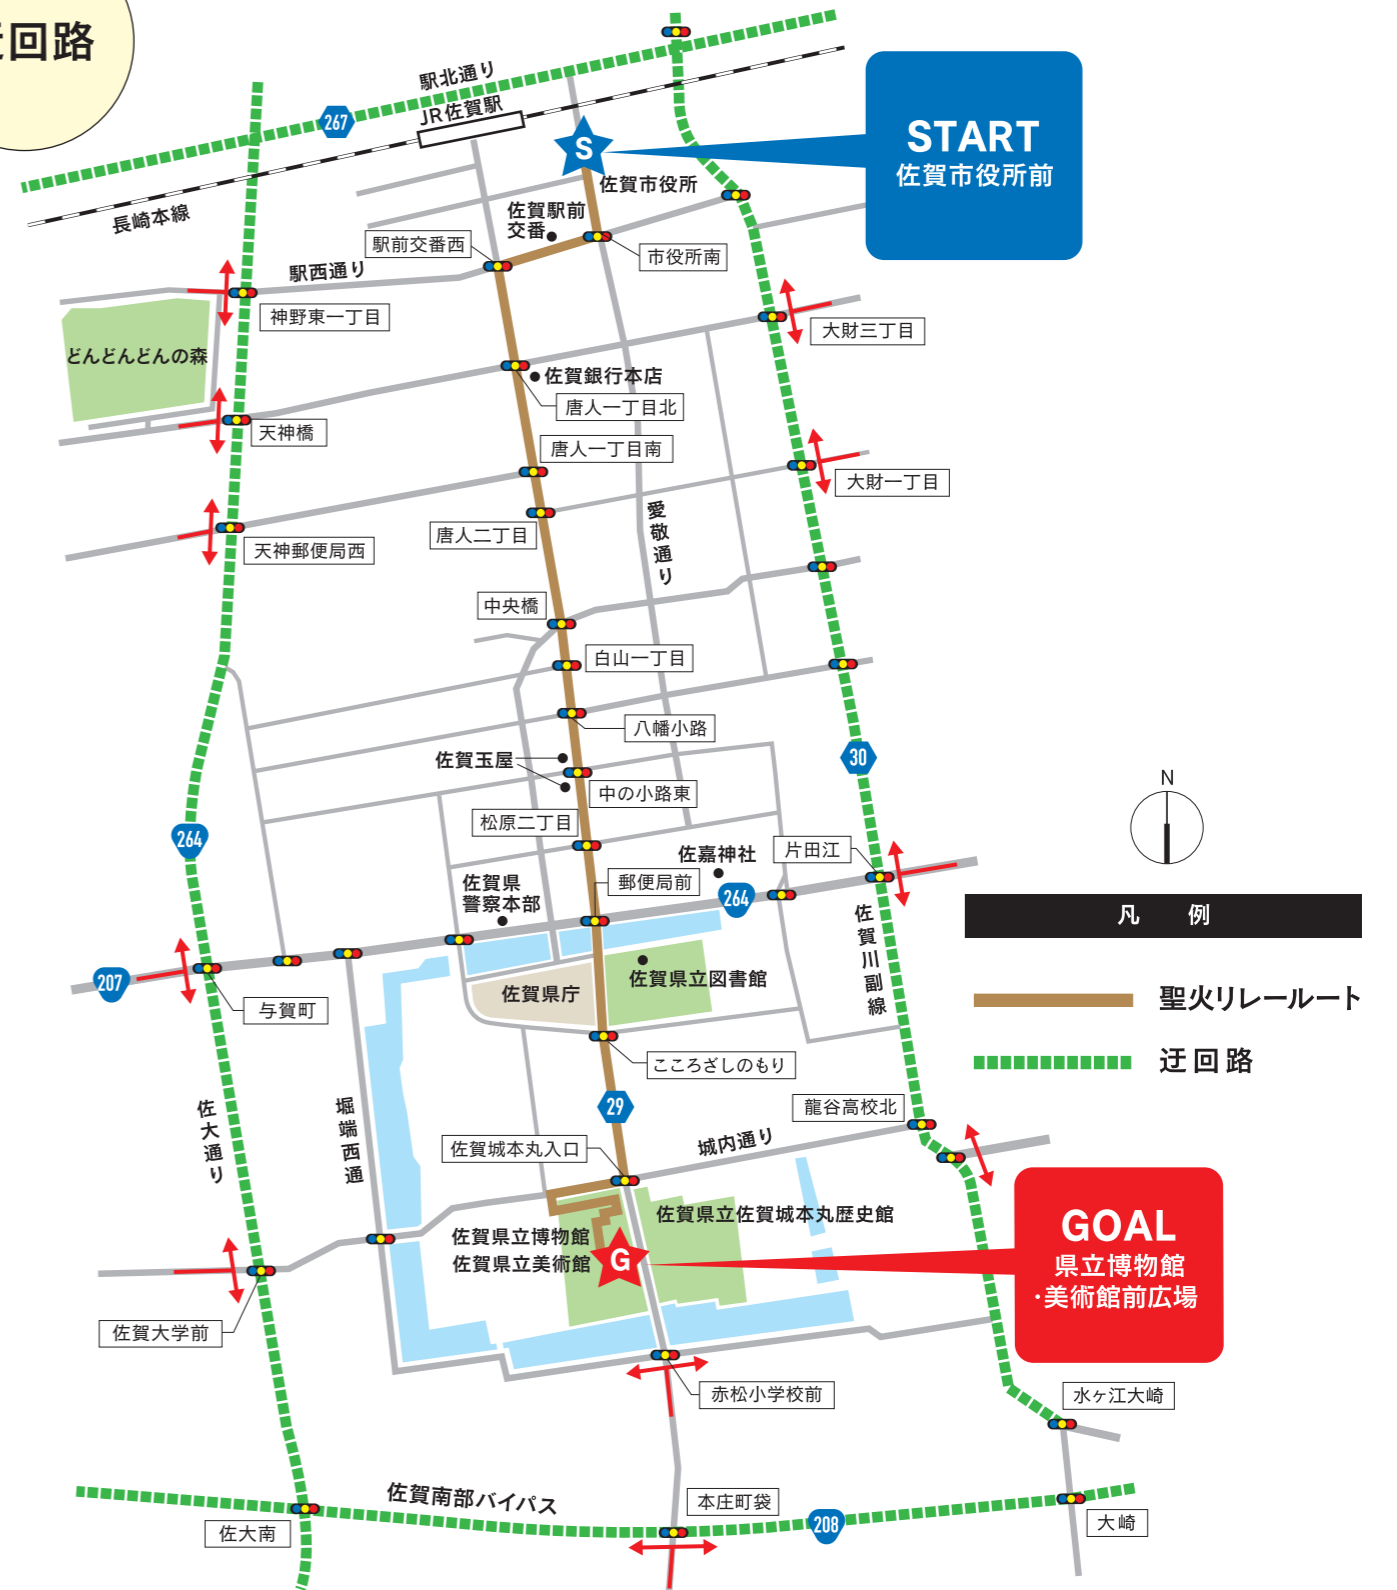 迂回路
駅北通り
267
JR佐賀駅
長崎本線
S
START
佐賀市役所前
佐賀市役所
佐賀駅前
交番
駅前交番西
市役所南
駅西通り
神野東一丁目
大財三丁目
どんどんどんの森
佐賀銀行本店
唐人一丁目北
天神橋
唐人一丁目南
大財一丁目
愛敬通り
唐人二丁目
天神郵便局西
中央橋
白山一丁目
八幡小路
佐賀玉屋
30
中の小路東
松原二丁目
264
佐嘉神社
片田江
佐賀県
警察本部
郵便局前
264
佐賀川副線
207
佐賀県立図書館
佐賀県庁
与賀町
こころざしのもり
N
凡 例
聖火リレールート
迂回路
29
龍谷高校北
佐大通り
堀端西通
城内通り
佐賀城本丸入口
佐賀県立佐賀城本丸歴史館
佐賀県立博物館
佐賀県立美術館
G
GOAL
県立博物館
・美術館前広場
佐賀大学前
赤松小学校前
水ヶ江大崎
佐賀南部バイパス
本庄町袋
208
佐大南
大崎